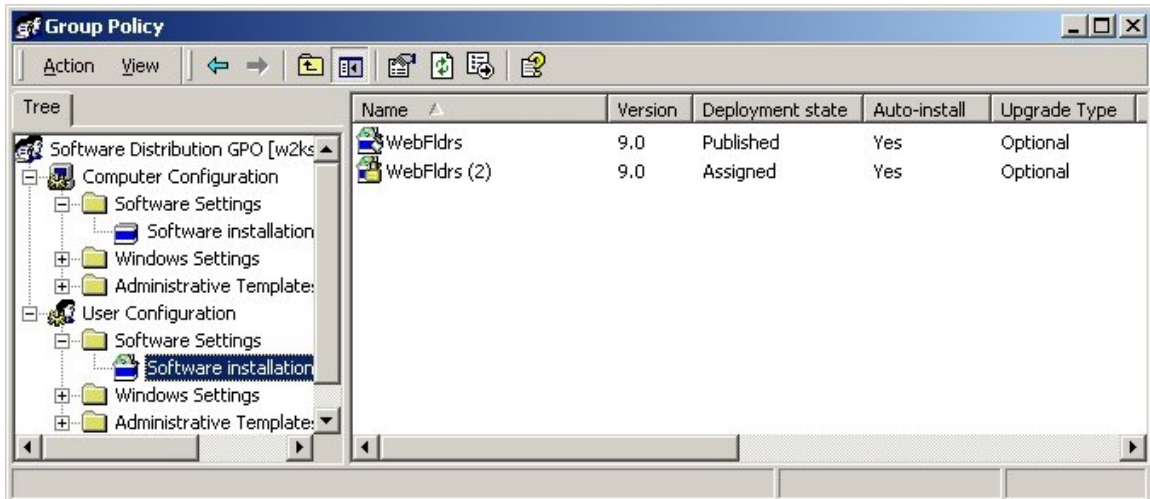 Group Policy
Action View
Tree
Software Distribution GPO [w2ks
Computer Configuration
Software Settings
Software installation
Windows Settings
Administrative Template:
User Configuration
Software Settings
Software installation
Windows Settings
Administrative Template:
Name Version Deployment state Auto-install Upgrade Type
WebFldrs 9.0 Published Yes Optional
WebFldrs (2) 9.0 Assigned Yes Optional